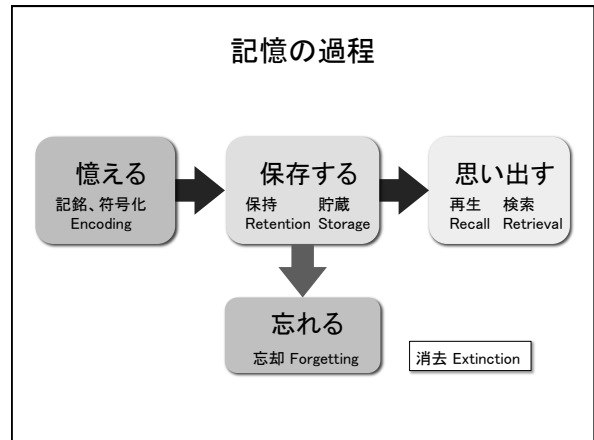 記憶の過程
憶える
記銘、符号化
Encoding
保存する
保持 貯蔵
Retention Storage
思い出す
再生 検索
Recall Retrieval
忘れる
忘却 Forgetting
消去 Extinction